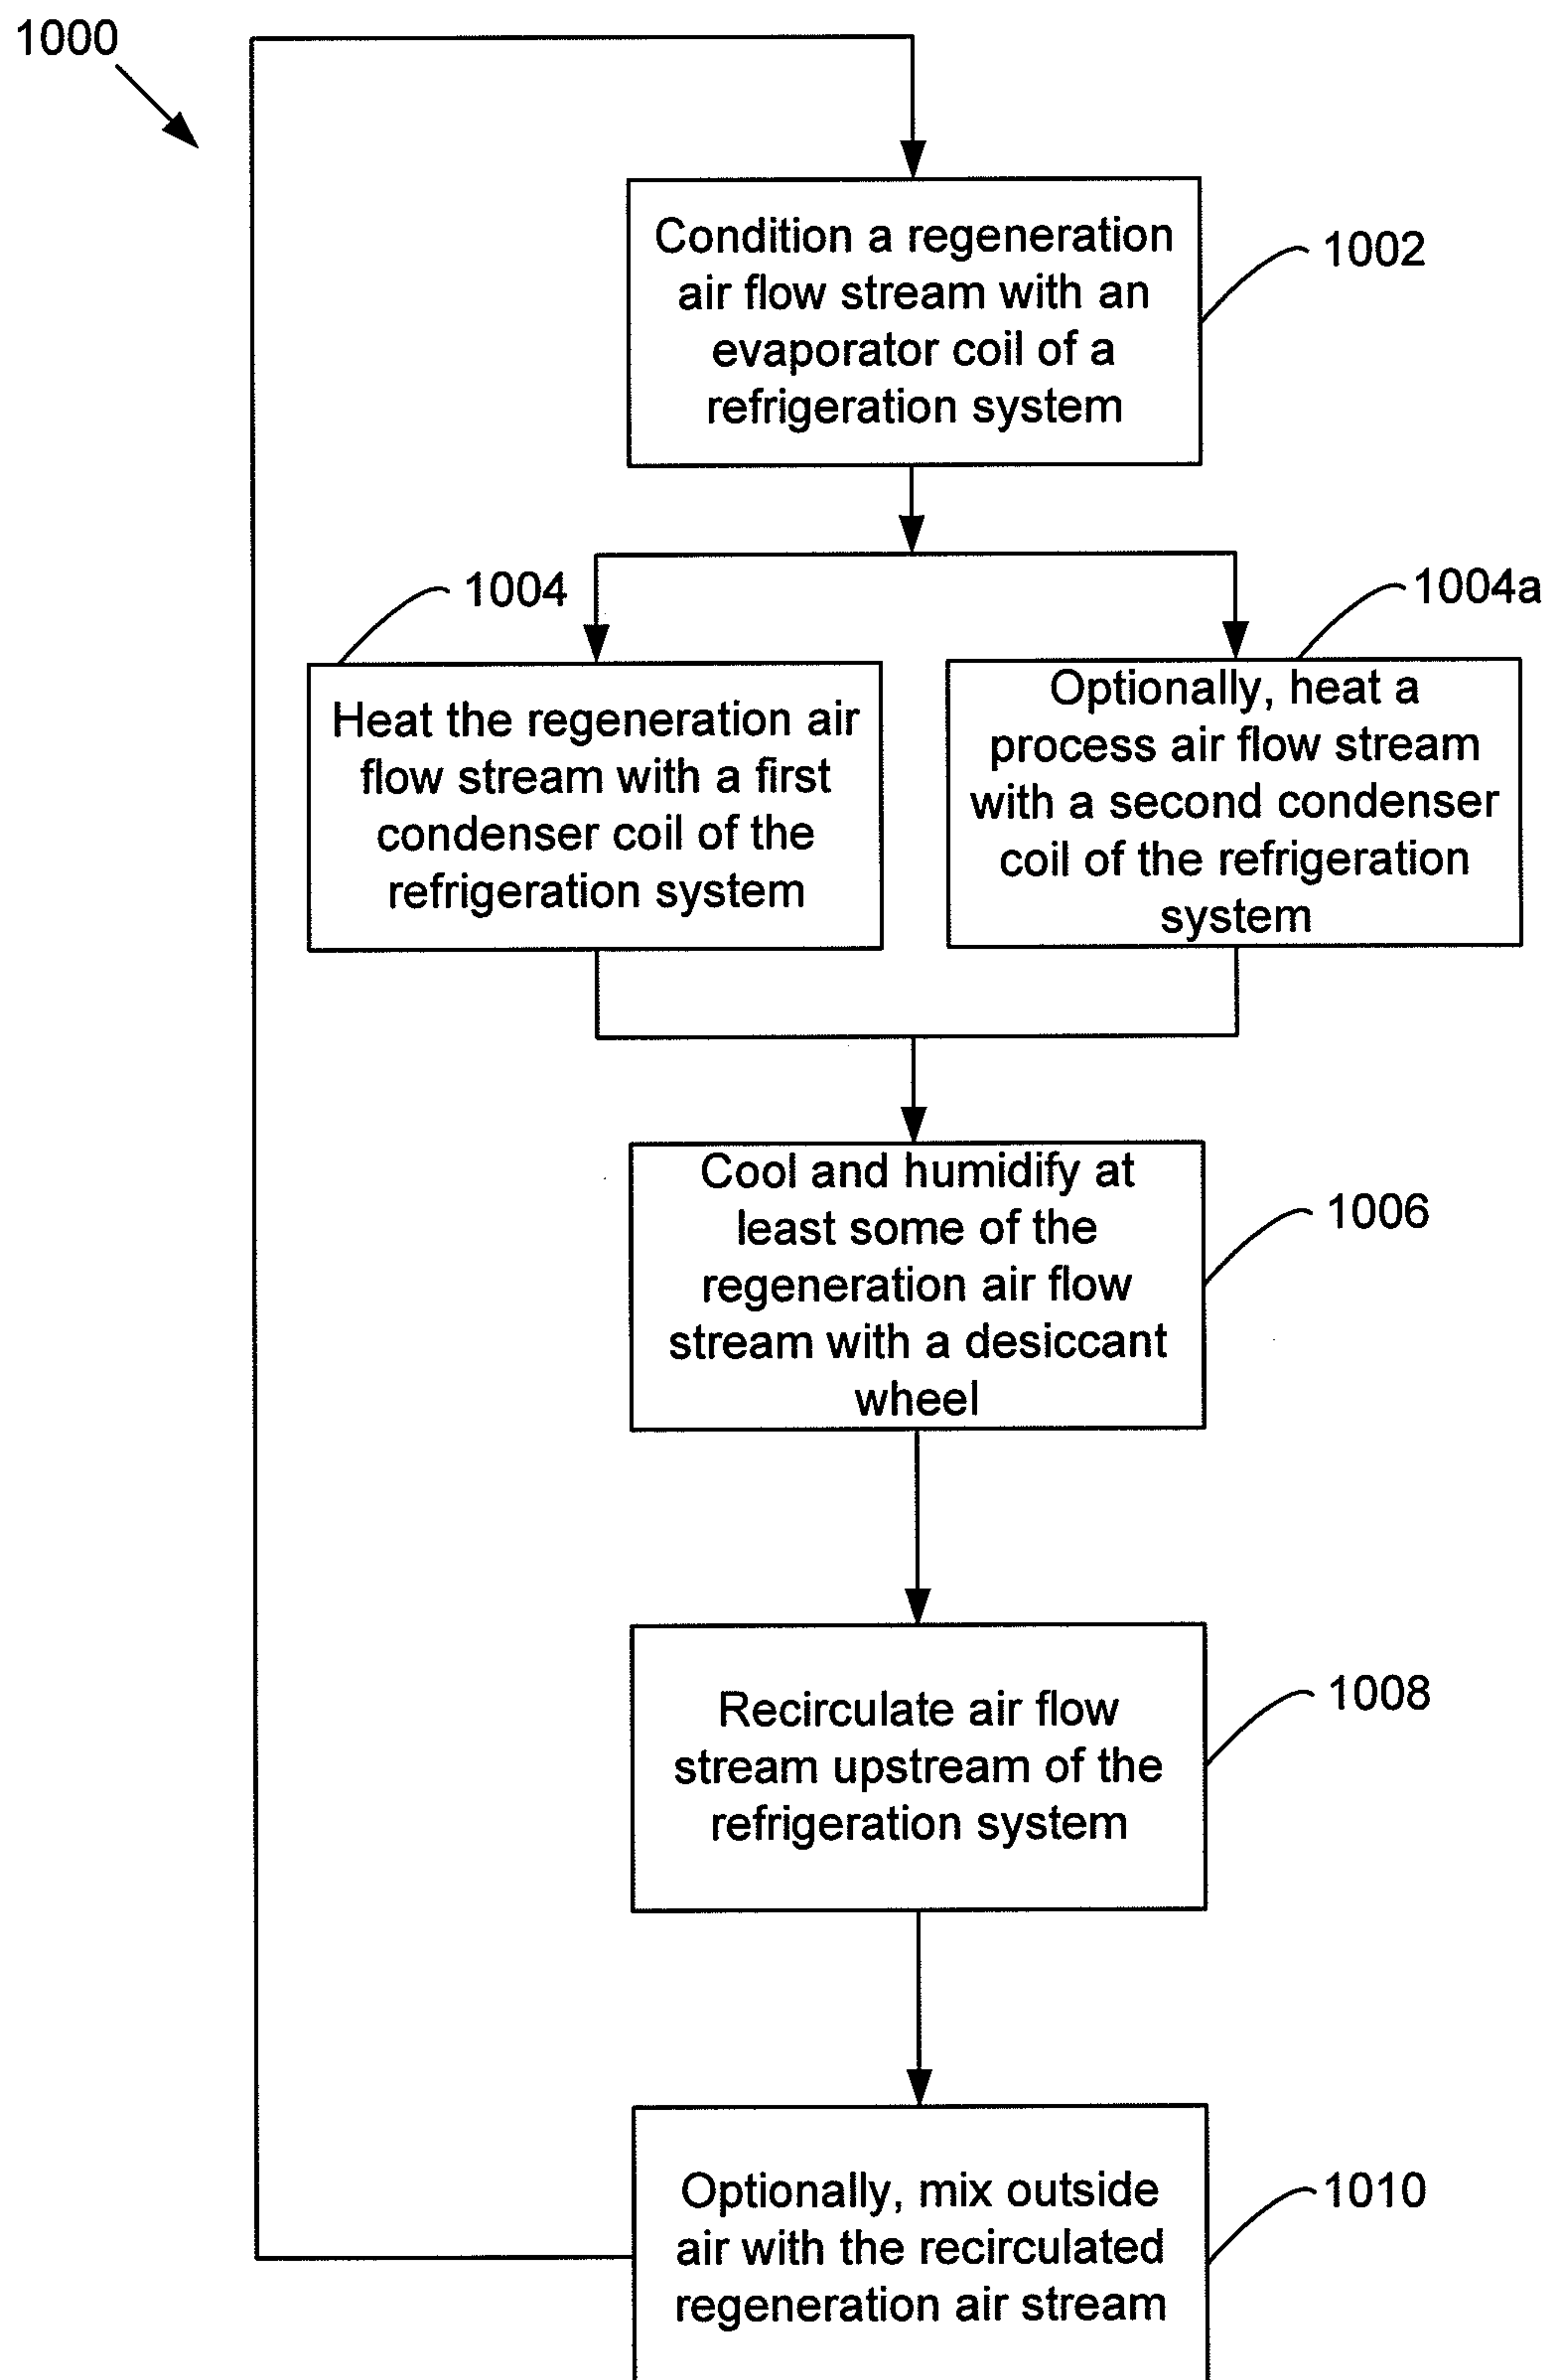 1000
Condition a regeneration
air flow stream with an
evaporator coil of a
refrigeration system
1002
1004
Heat the regeneration air
flow stream with a first
condenser coil of the
refrigeration system
1004a
Optionally, heat a
process air flow stream
with a second condenser
coil of the refrigeration
system
Cool and humidify at
least some of the
regeneration air flow
stream with a desiccant
wheel
1006
Recirculate air flow
stream upstream of the
refrigeration system
1008
Optionally, mix outside
air with the recirculated
regeneration air stream
1010